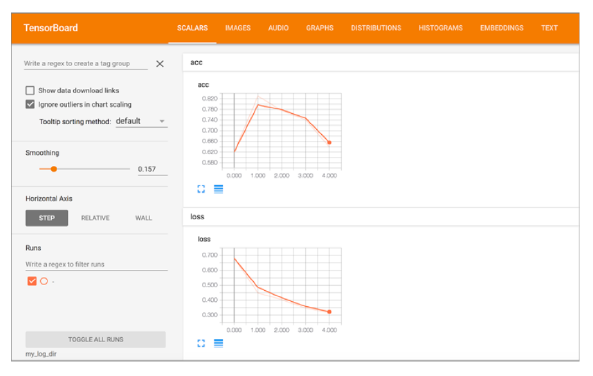 TensorBoard
SCALARS IMAGES AUDIO GRAPHS DISTRIBUTIONS HISTOGRAMS EMBEDDINGS TEXT
Write a regex to create a tag group
Show data download links
Ignore outliers in chart scaling
Tooltip sorting method: default
Smoothing
0.157
Horizontal Axis
STEP RELATIVE WALL
Runs
Write a regex to filter runs
-
TOGGLE ALL RUNS
my_log_dir
acc
acc
0.820
0.780
0.740
0.700
0.660
0.620
0.580
0.000 1.000 2.000 3.000 4.000
loss
loss
0.700
0.600
0.500
0.400
0.300
0.000 1.000 2.000 3.000 4.000